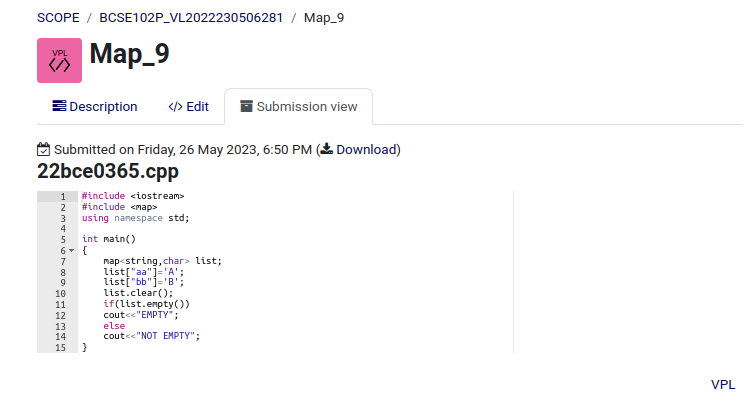 SCOPE / BCSE102P_VL2022230506281 / Map_9
VPL
</>
Map_9
Description </> Edit Submission view
Submitted on Friday, 26 May 2023, 6:50 PM ( Download)
22bce0365.cpp
1 #include <iostream>
2 #include <map>
3 using namespace std;
4
5 int main()
6 {
7 map<string,char> list;
8 list["aa"]='A';
9 list["bb"]='B';
10 list.clear();
11 if(list.empty())
12 cout<<"EMPTY";
13 else
14 cout<<"NOT EMPTY";
15 }
VPL